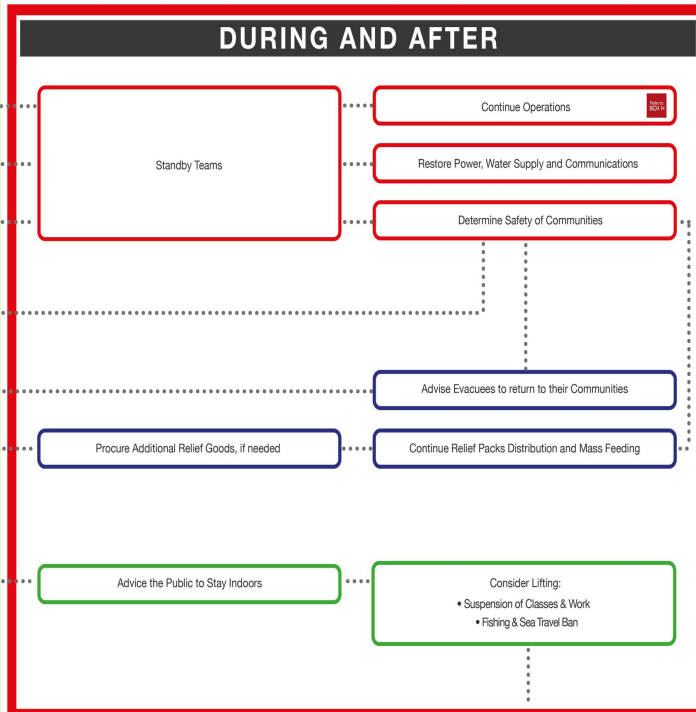 DURING AND AFTER
Standby Teams
Continue Operations
Refer to
BOX H
Restore Power, Water Supply and Communications
Determine Safety of Communities
Advise Evacuees to return to their Communities
Procure Additional Relief Goods, if needed
Continue Relief Packs Distribution and Mass Feeding
Advice the Public to Stay Indoors
Consider Lifting:
• Suspension of Classes & Work
• Fishing & Sea Travel Ban